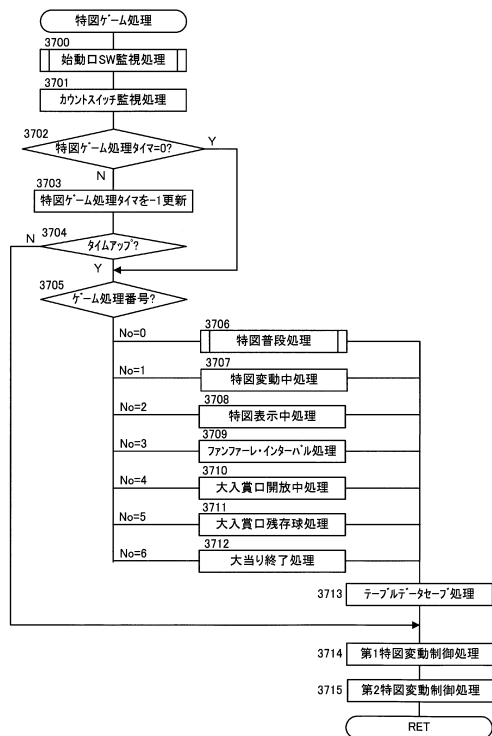 特図ゲーム処理
3700
始動口SW監視処理
3701
カウントスイッチ監視処理
3702
特図ゲーム処理タイマ=0?
Y
N
3703
特図ゲーム処理タイマを-1更新
3704
N
タイムアップ?
Y
3705
ゲーム処理番号?
No=0
3706
特図普段処理
No=1
3707
特図変動中処理
No=2
3708
特図表示中処理
No=3
3709
ファンファーレ・インターバル処理
No=4
3710
大入賞口開放中処理
No=5
3711
大入賞口残存球処理
No=6
3712
大当り終了処理
3713
テーブルデータセーブ処理
3714
第1特図変動制御処理
3715
第2特図変動制御処理
RET